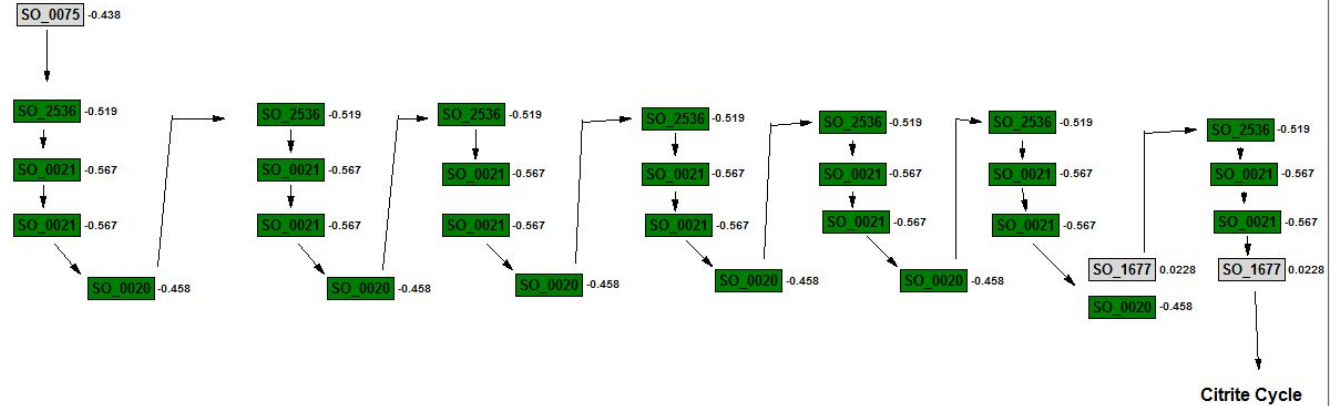 SO_0075 -0.438
SO_2536 -0.519 SO_2536 -0.519 SO_2536 -0.519 SO_2536 -0.519 SO_2536 -0.519 SO_2536 -0.519 SO_2536 -0.519
SO_0021 -0.567 SO_0021 -0.567 SO_0021 -0.567 SO_0021 -0.567 SO_0021 -0.567 SO_0021 -0.567 SO_0021 -0.567
SO_0021 -0.567 SO_0021 -0.567 SO_0021 -0.567 SO_0021 -0.567 SO_0021 -0.567 SO_0021 -0.567 SO_0021 -0.567
SO_1677 0.0228 SO_1677 0.0228
SO_0020 -0.458 SO_0020 -0.458 SO_0020 -0.458 SO_0020 -0.458 SO_0020 -0.458 SO_0020 -0.458
Citrite Cycle